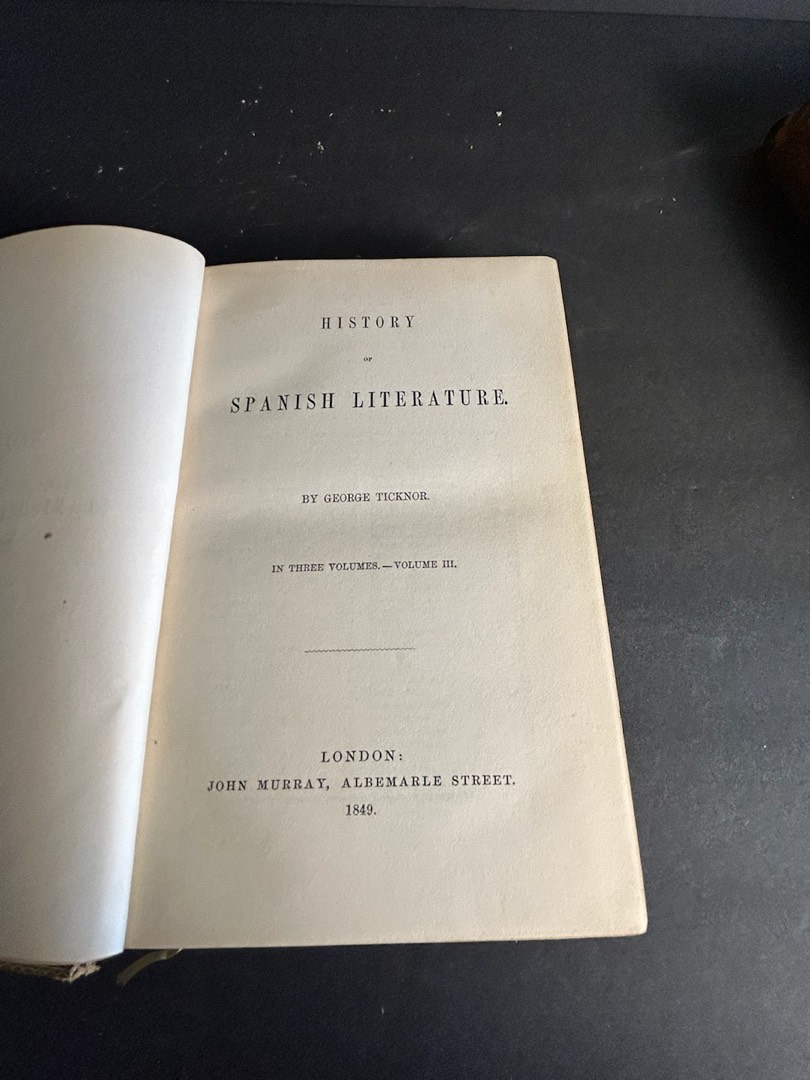 HISTORY
OF
SPANISH LITERATURE.
BY GEORGE TICKNOR.
IN THREE VOLUMES.—VOLUME III.
LONDON:
JOHN MURRAY, ALBEMARLE STREET.
1849.